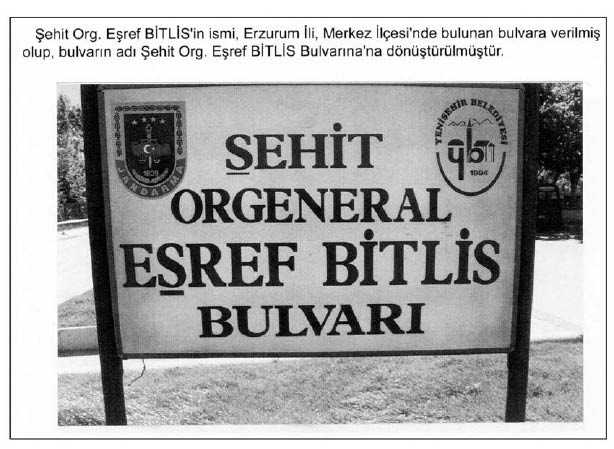 Şehit Org. Eşref BİTLİS'in ismi, Erzurum İli, Merkez İlçesi'nde bulunan bulvara verilmiş
olup, bulvarın adı Şehit Org. Eşref BİTLİS Bulvarına'na dönüştürülmüştür.
JANDARMA
1839
YENİŞEHİR BELEDİYESİ
ybs
1994
ŞEHİT
ORGENERAL
EŞREF BİTLİS
BULVARI